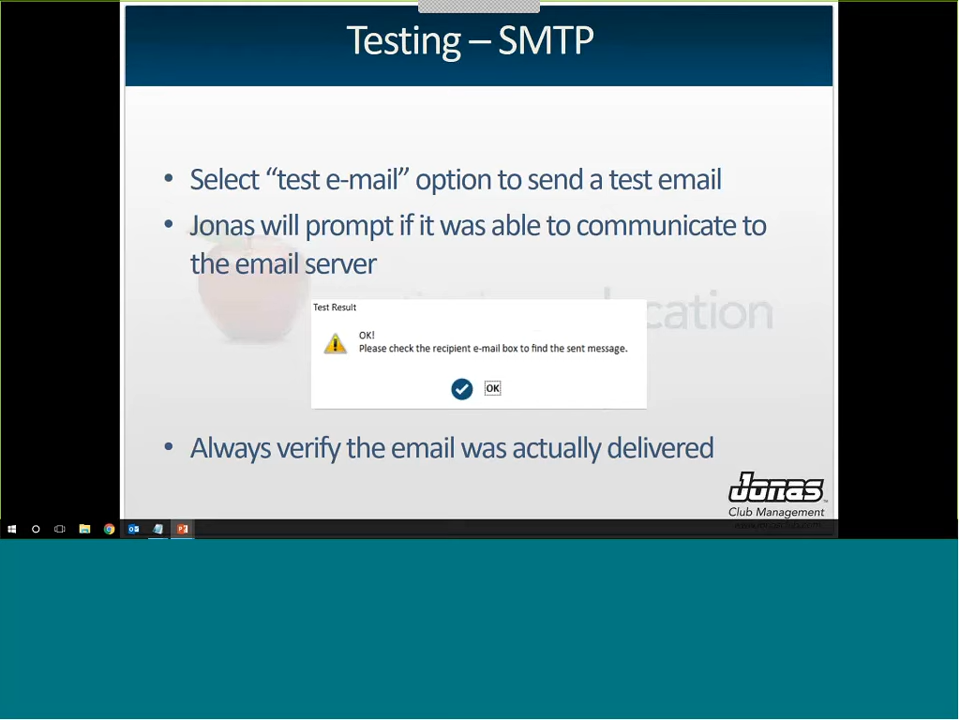 Testing – SMTP
• Select “test e-mail” option to send a test email
• Jonas will prompt if it was able to communicate to
the email server
cation
Test Result
OK!
Please check the recipient e-mail box to find the sent message.
OK
• Always verify the email was actually delivered
Jonas
Club Management